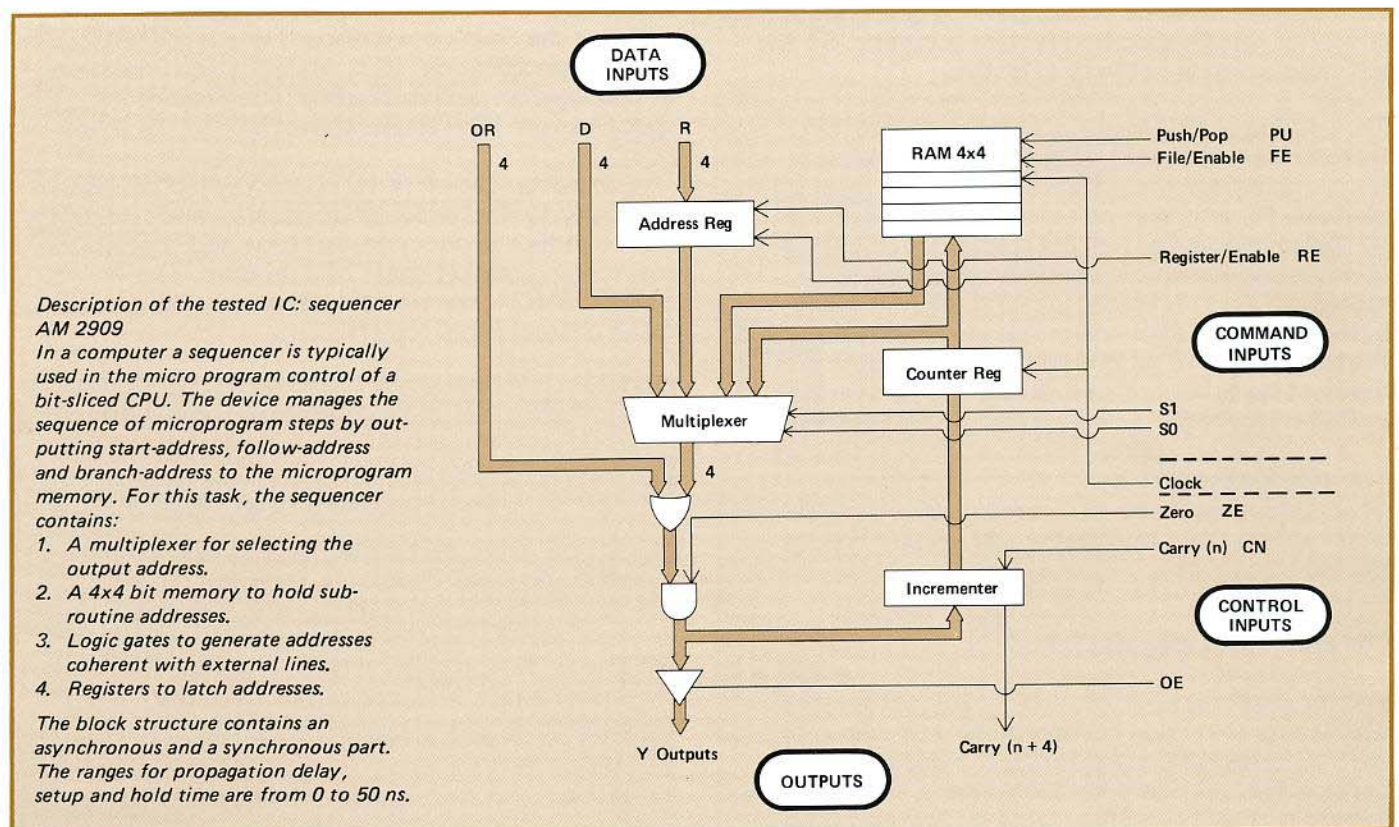 DATA
INPUTS
OR
D
R
4
4
4
RAM 4x4
Push/Pop PU
File/Enable FE
Address Reg
Register/Enable RE
Description of the tested IC: sequencer
AM 2909
In a computer a sequencer is typically
used in the micro program control of a
bit-sliced CPU. The device manages the
sequence of microprogram steps by out-
putting start-address, follow-address
and branch-address to the microprogram
memory. For this task, the sequencer
contains:
1. A multiplexer for selecting the
output address.
2. A 4x4 bit memory to hold sub-
routine addresses.
3. Logic gates to generate addresses
coherent with external lines.
4. Registers to latch addresses.
The block structure contains an
asynchronous and a synchronous part.
The ranges for propagation delay,
setup and hold time are from 0 to 50 ns.
COMMAND
INPUTS
Counter Reg
Multiplexer
S1
S0
4
Clock
Zero ZE
Carry (n) CN
Incrementer
CONTROL
INPUTS
OE
Y Outputs
Carry (n + 4)
OUTPUTS